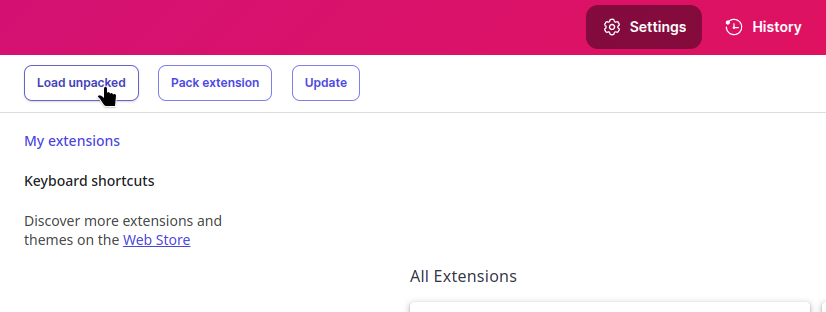 Settings
History
Load unpacked
Pack extension
Update
My extensions
Keyboard shortcuts
Discover more extensions and
themes on the Web Store
All Extensions